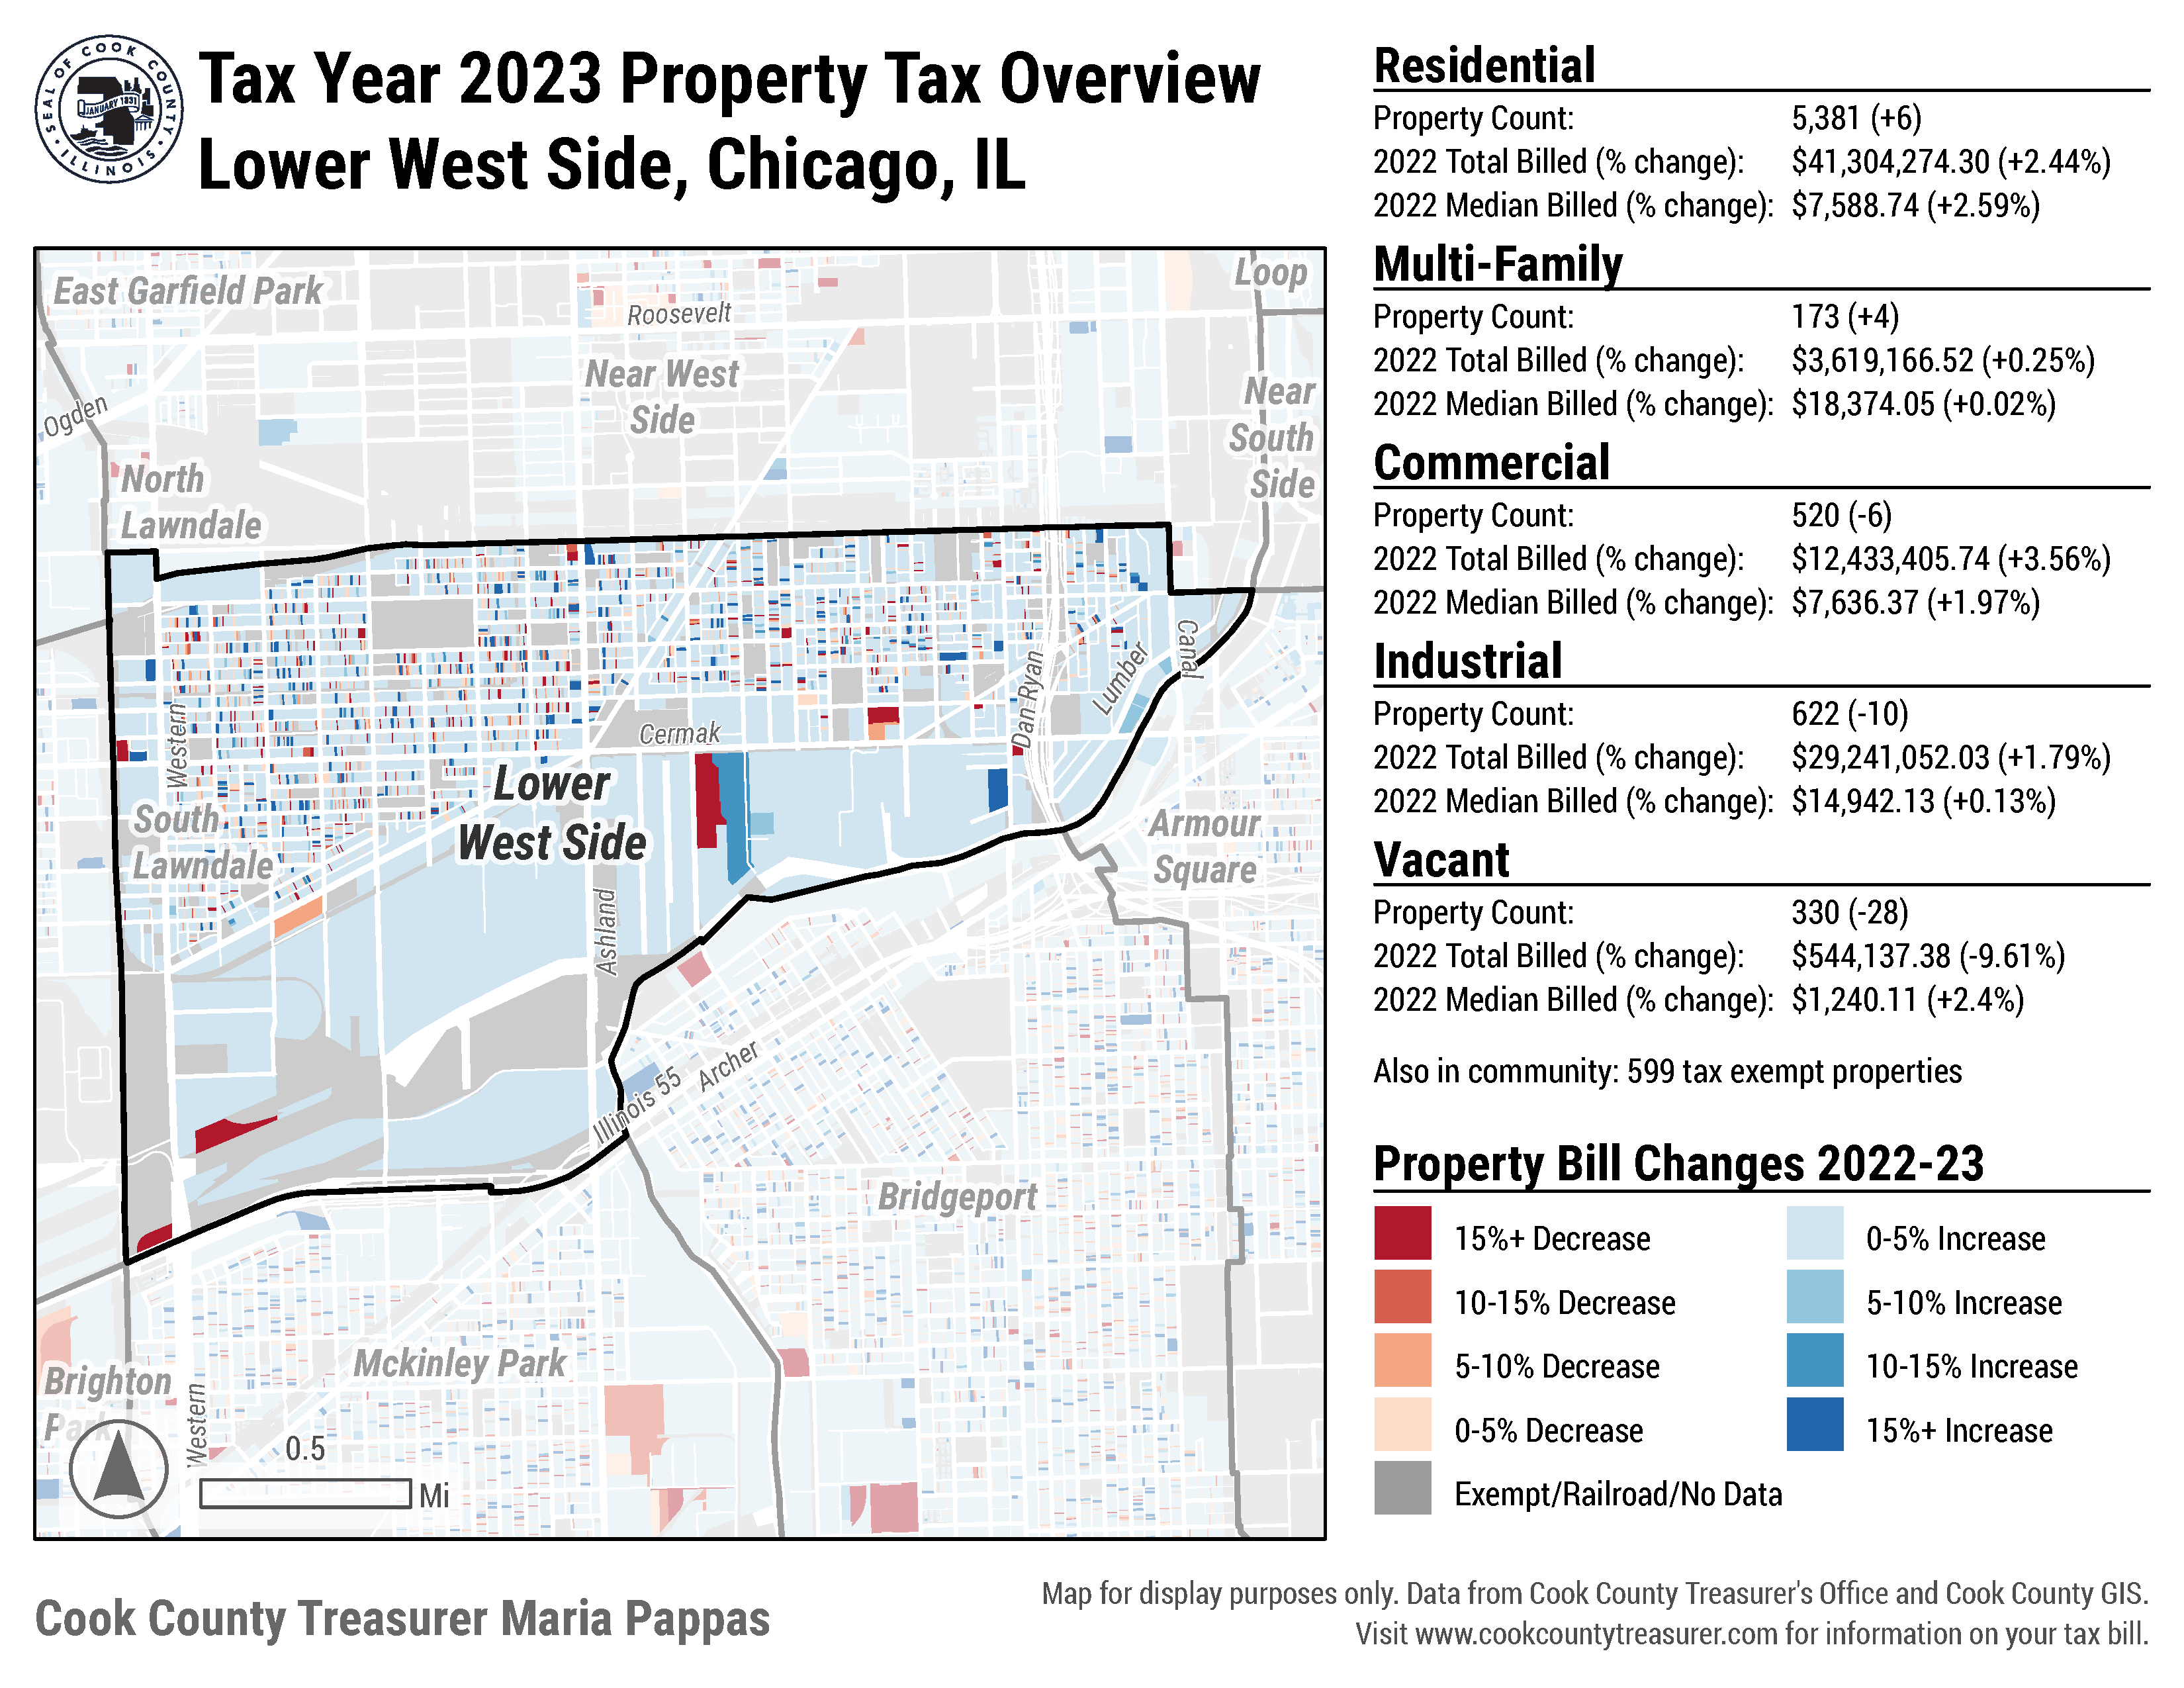 SEAL OF COOK COUNTY
• ILLINOIS •
JANUARY 1831
Tax Year 2023 Property Tax Overview
Lower West Side, Chicago, IL
East Garfield Park
Loop
Roosevelt
Near West
Side
Near
South
Side
Ogden
North
Lawndale
Canal
Lumber
Dan Ryan
Western
Cermak
Lower
West Side
South
Lawndale
Armour
Square
Ashland
Illinois 55
Archer
Bridgeport
Mckinley Park
Brighton
Park
Western
0.5
Mi
Residential
Property Count: 5,381 (+6)
2022 Total Billed (% change): $41,304,274.30 (+2.44%)
2022 Median Billed (% change): $7,588.74 (+2.59%)
Multi-Family
Property Count: 173 (+4)
2022 Total Billed (% change): $3,619,166.52 (+0.25%)
2022 Median Billed (% change): $18,374.05 (+0.02%)
Commercial
Property Count: 520 (-6)
2022 Total Billed (% change): $12,433,405.74 (+3.56%)
2022 Median Billed (% change): $7,636.37 (+1.97%)
Industrial
Property Count: 622 (-10)
2022 Total Billed (% change): $29,241,052.03 (+1.79%)
2022 Median Billed (% change): $14,942.13 (+0.13%)
Vacant
Property Count: 330 (-28)
2022 Total Billed (% change): $544,137.38 (-9.61%)
2022 Median Billed (% change): $1,240.11 (+2.4%)
Also in community: 599 tax exempt properties
Property Bill Changes 2022-23
15%+ Decrease
10-15% Decrease
5-10% Decrease
0-5% Decrease
Exempt/Railroad/No Data
0-5% Increase
5-10% Increase
10-15% Increase
15%+ Increase
Cook County Treasurer Maria Pappas
Map for display purposes only. Data from Cook County Treasurer's Office and Cook County GIS.
Visit www.cookcountytreasurer.com for information on your tax bill.